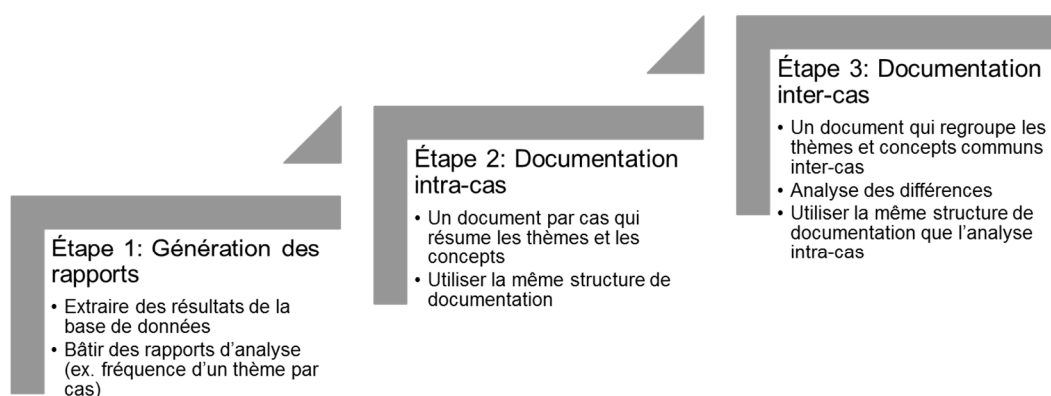 Étape 1: Génération des
rapports
• Extraire des résultats de la
base de données
• Bâtir des rapports d'analyse
(ex. fréquence d'un thème par
cas)
Étape 2: Documentation
intra-cas
• Un document par cas qui
résume les thèmes et les
concepts
• Utiliser la même structure de
documentation
Étape 3: Documentation
inter-cas
• Un document qui regroupe les
thèmes et concepts communs
inter-cas
• Analyse des différences
• Utiliser la même structure de
documentation que l'analyse
intra-cas